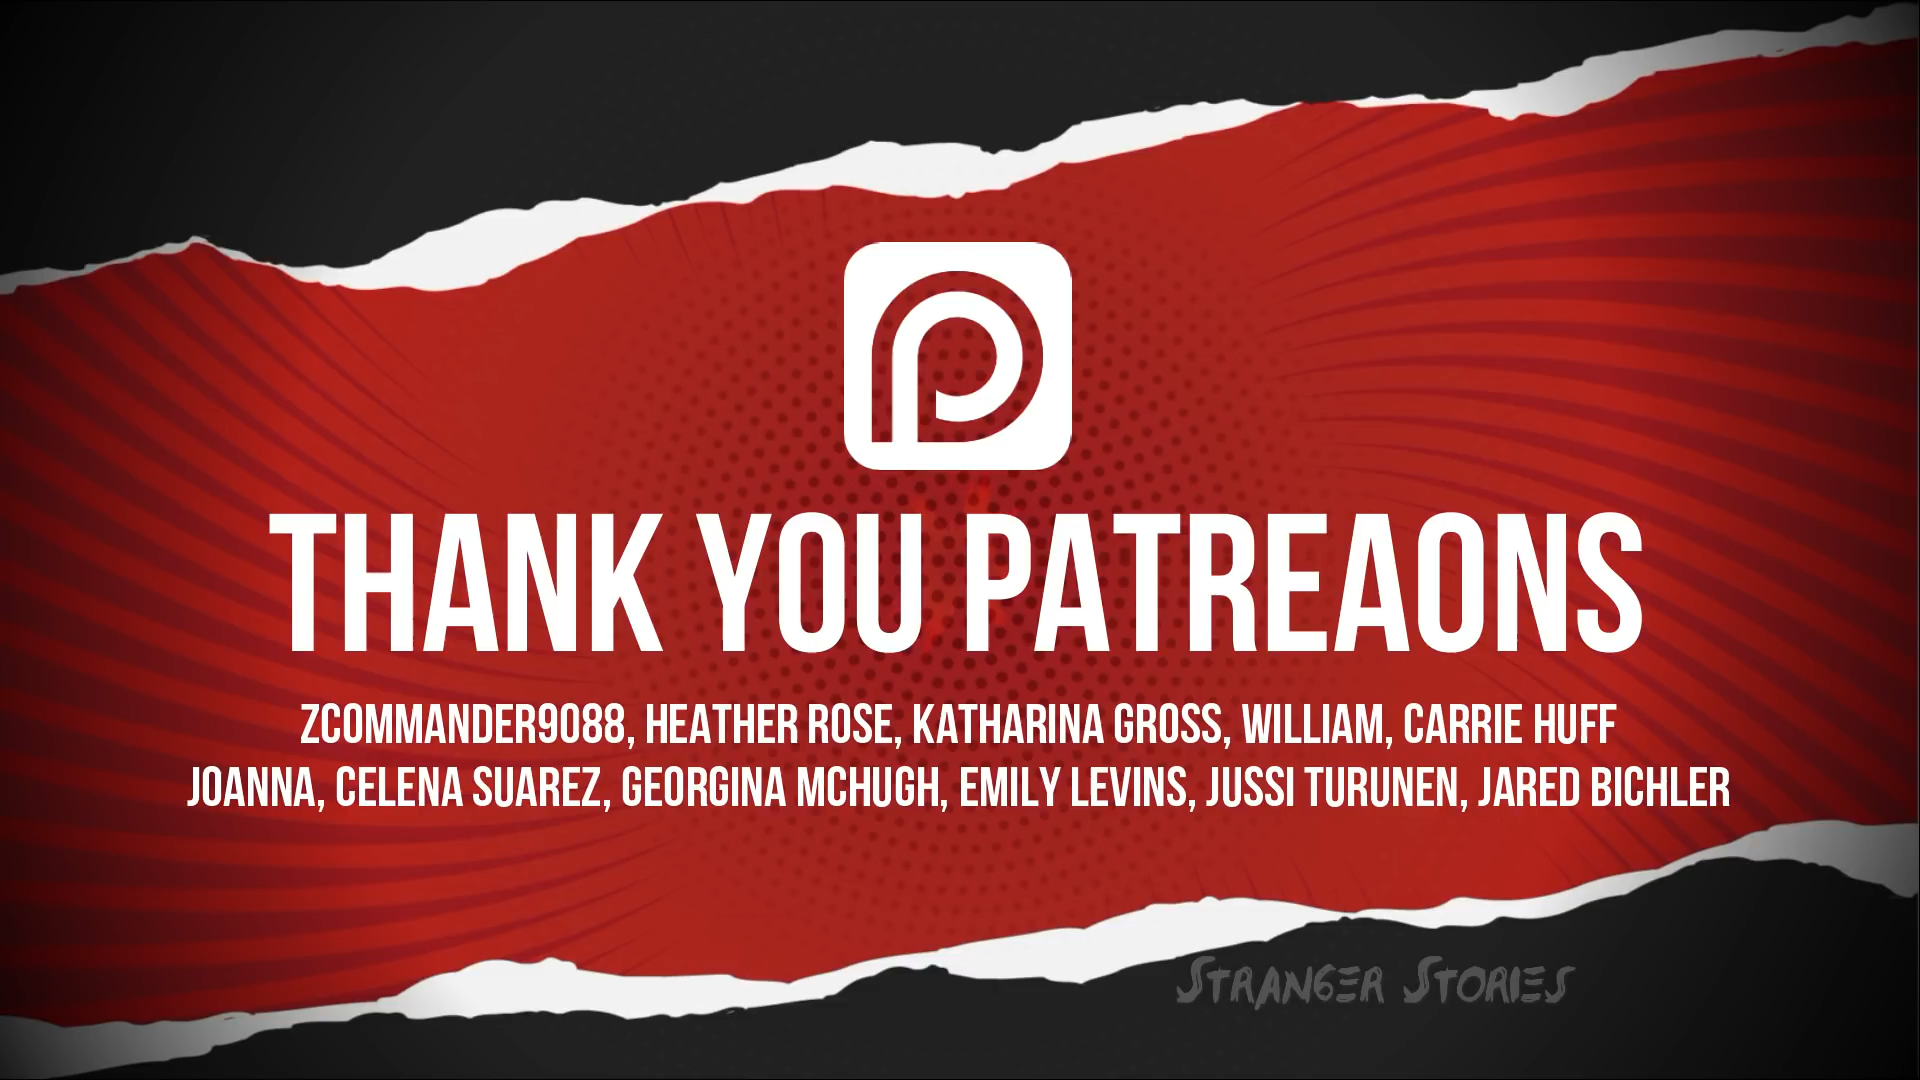 THANK YOU PATREAONS
ZCOMMANDER9088, HEATHER ROSE, KATHARINA GROSS, WILLIAM, CARRIE HUFF
JOANNA, CELENA SUAREZ, GEORGINA MCHUGH, EMILY LEVINS, JUSSI TURUNEN, JARED BICHLER
STRANGER STORIES